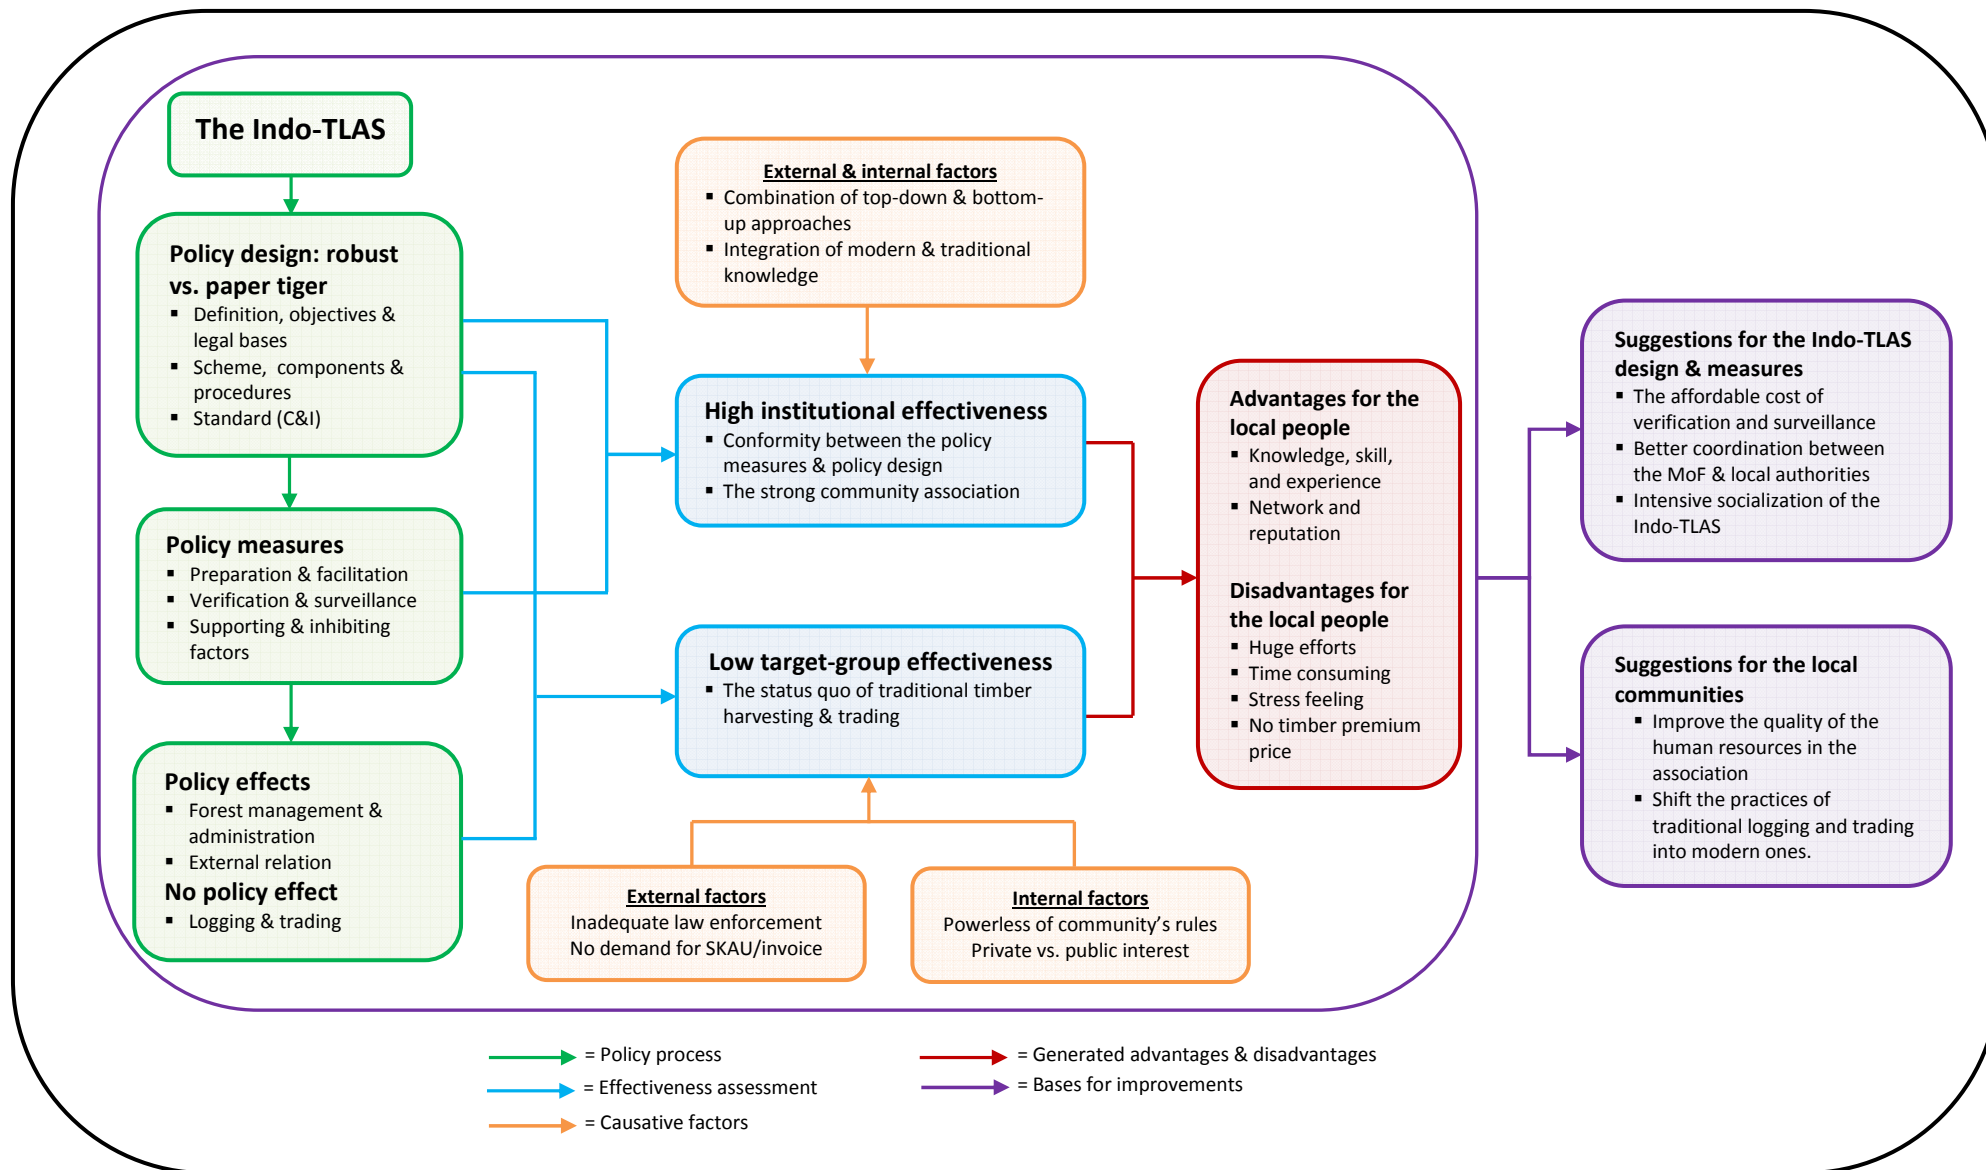 The Indo-TLAS
Policy design: robust
vs. paper tiger
▪ Definition, objectives &
legal bases
▪ Scheme, components &
procedures
▪ Standard (C&I)
Policy measures
▪ Preparation & facilitation
▪ Verification & surveillance
▪ Supporting & inhibiting
factors
Policy effects
▪ Forest management &
administration
▪ External relation
No policy effect
▪ Logging & trading
External & internal factors
▪ Combination of top-down & bottom-
up approaches
▪ Integration of modern & traditional
knowledge
High institutional effectiveness
▪ Conformity between the policy
measures & policy design
▪ The strong community association
Low target-group effectiveness
▪ The status quo of traditional timber
harvesting & trading
External factors
Inadequate law enforcement
No demand for SKAU/invoice
Internal factors
Powerless of community’s rules
Private vs. public interest
Advantages for the
local people
▪ Knowledge, skill,
and experience
▪ Network and
reputation
Disadvantages for
the local people
▪ Huge efforts
▪ Time consuming
▪ Stress feeling
▪ No timber premium
price
Suggestions for the Indo-TLAS
design & measures
▪ The affordable cost of
verification and surveillance
▪ Better coordination between
the MoF & local authorities
▪ Intensive socialization of the
Indo-TLAS
Suggestions for the local
communities
▪ Improve the quality of the
human resources in the
association
▪ Shift the practices of
traditional logging and trading
into modern ones.
= Policy process
= Effectiveness assessment
= Causative factors
= Generated advantages & disadvantages
= Bases for improvements